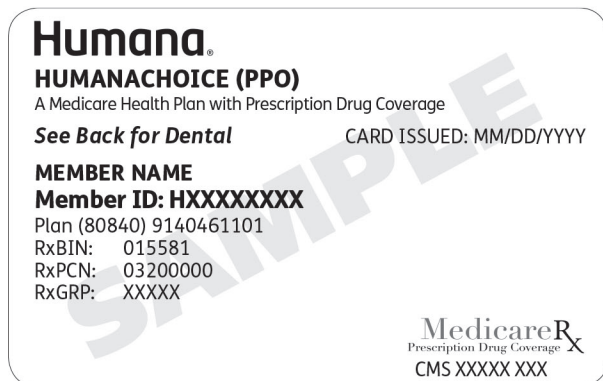 Humana®
HUMANACHOICE (PPO)
A Medicare Health Plan with Prescription Drug Coverage
See Back for Dental CARD ISSUED: MM/DD/YYYY
MEMBER NAME
Member ID: HXXXXXXXX
Plan (80840) 9140461101
RxBIN: 015581
RxPCN: 03200000
RxGRP: XXXXX
SAMPLE
MedicareRx
Prescription Drug Coverage
CMS XXXXX XXX